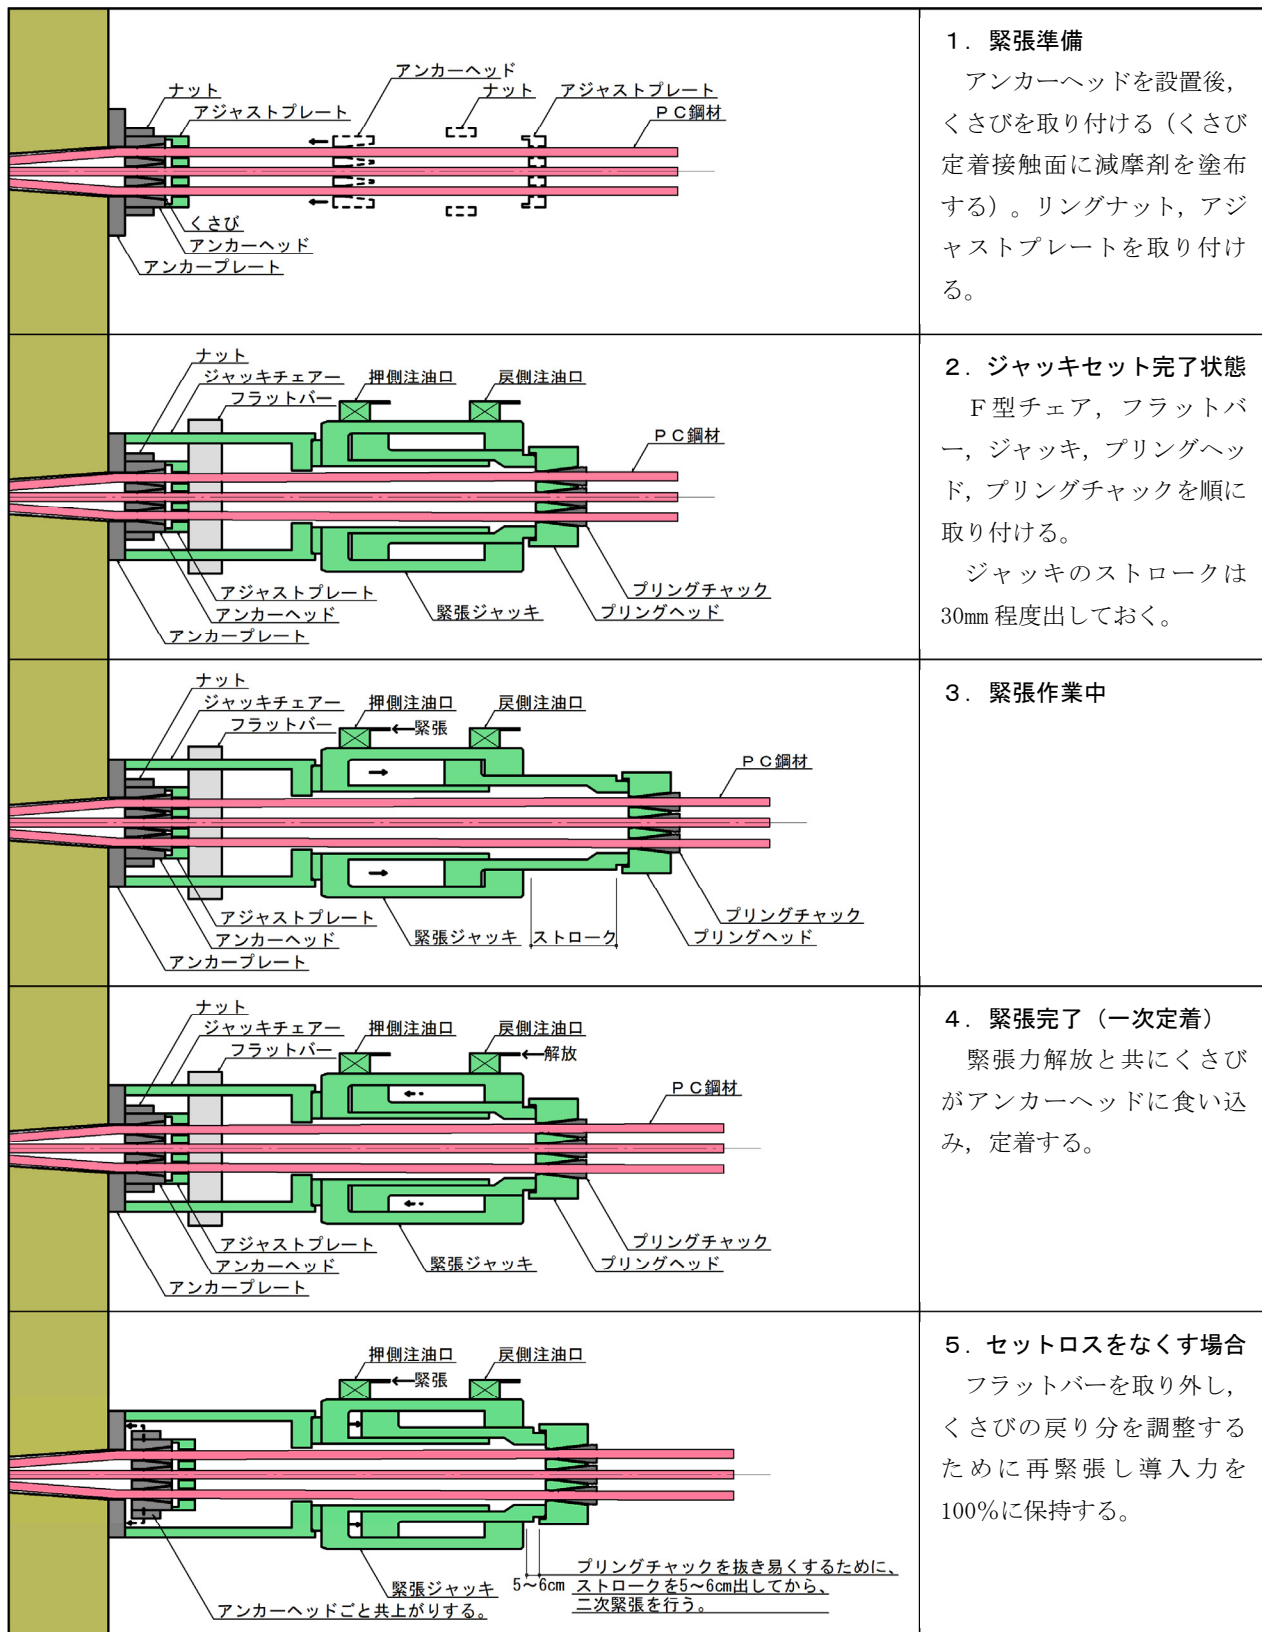 アンカーヘッド
ナット
ナット
アジャストプレート
アジャストプレート
ＰＣ鋼材
くさび
アンカーヘッド
アンカープレート
１．緊張準備
アンカーヘッドを設置後，
くさびを取り付ける（くさび
定着接触面に減摩剤を塗布
する）。リングナット，アジ
ャストプレートを取り付け
る。
ナット
ジャッキチェアー
フラットバー
押側注油口
戻側注油口
ＰＣ鋼材
アジャストプレート
アンカーヘッド
アンカープレート
緊張ジャッキ
プリングチャック
プリングヘッド
２．ジャッキセット完了状態
Ｆ型チェア，フラットバ
ー，ジャッキ，プリングヘッ
ド，プリングチャックを順に
取り付ける。
ジャッキのストロークは
30mm 程度出しておく。
ナット
ジャッキチェアー
フラットバー
押側注油口
戻側注油口
←緊張
ＰＣ鋼材
アジャストプレート
アンカーヘッド
アンカープレート
緊張ジャッキ
ストローク
プリングチャック
プリングヘッド
３．緊張作業中
ナット
ジャッキチェアー
フラットバー
押側注油口
戻側注油口
←解放
ＰＣ鋼材
アジャストプレート
アンカーヘッド
アンカープレート
緊張ジャッキ
プリングチャック
プリングヘッド
４．緊張完了（一次定着）
緊張力解放と共にくさび
がアンカーヘッドに食い込
み，定着する。
押側注油口
戻側注油口
←緊張
緊張ジャッキ
アンカーヘッドごと共上がりする。
5～6cm
プリングチャックを抜き易くするために、
ストロークを5～6cm出してから、
二次緊張を行う。
５．セットロスをなくす場合
フラットバーを取り外し，
くさびの戻り分を調整する
ために再緊張し導入力を
100％に保持する。